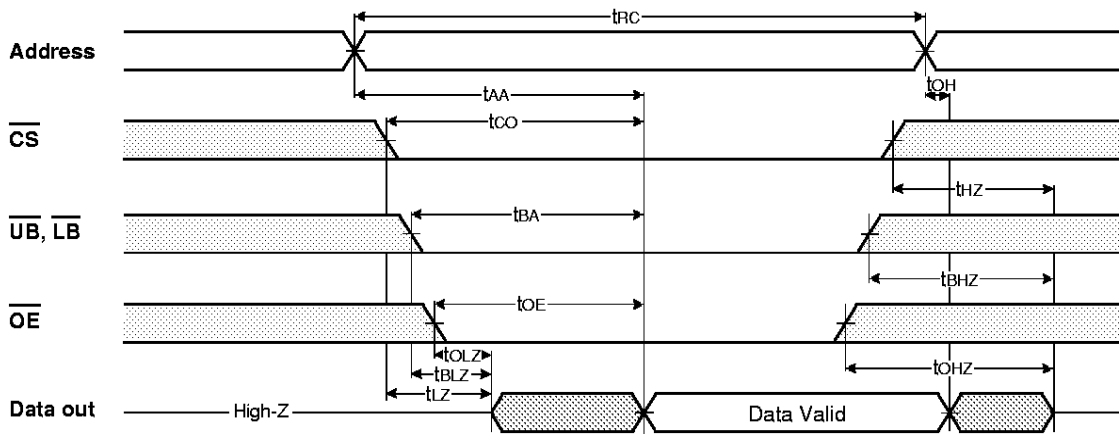 tRC
Address
tOH
tAA
tCO
CS
tHZ
tBA
UB, LB
tBHZ
tOE
OE
tOLZ
tBLZ
tOHZ
tLZ
Data out
High-Z
Data Valid